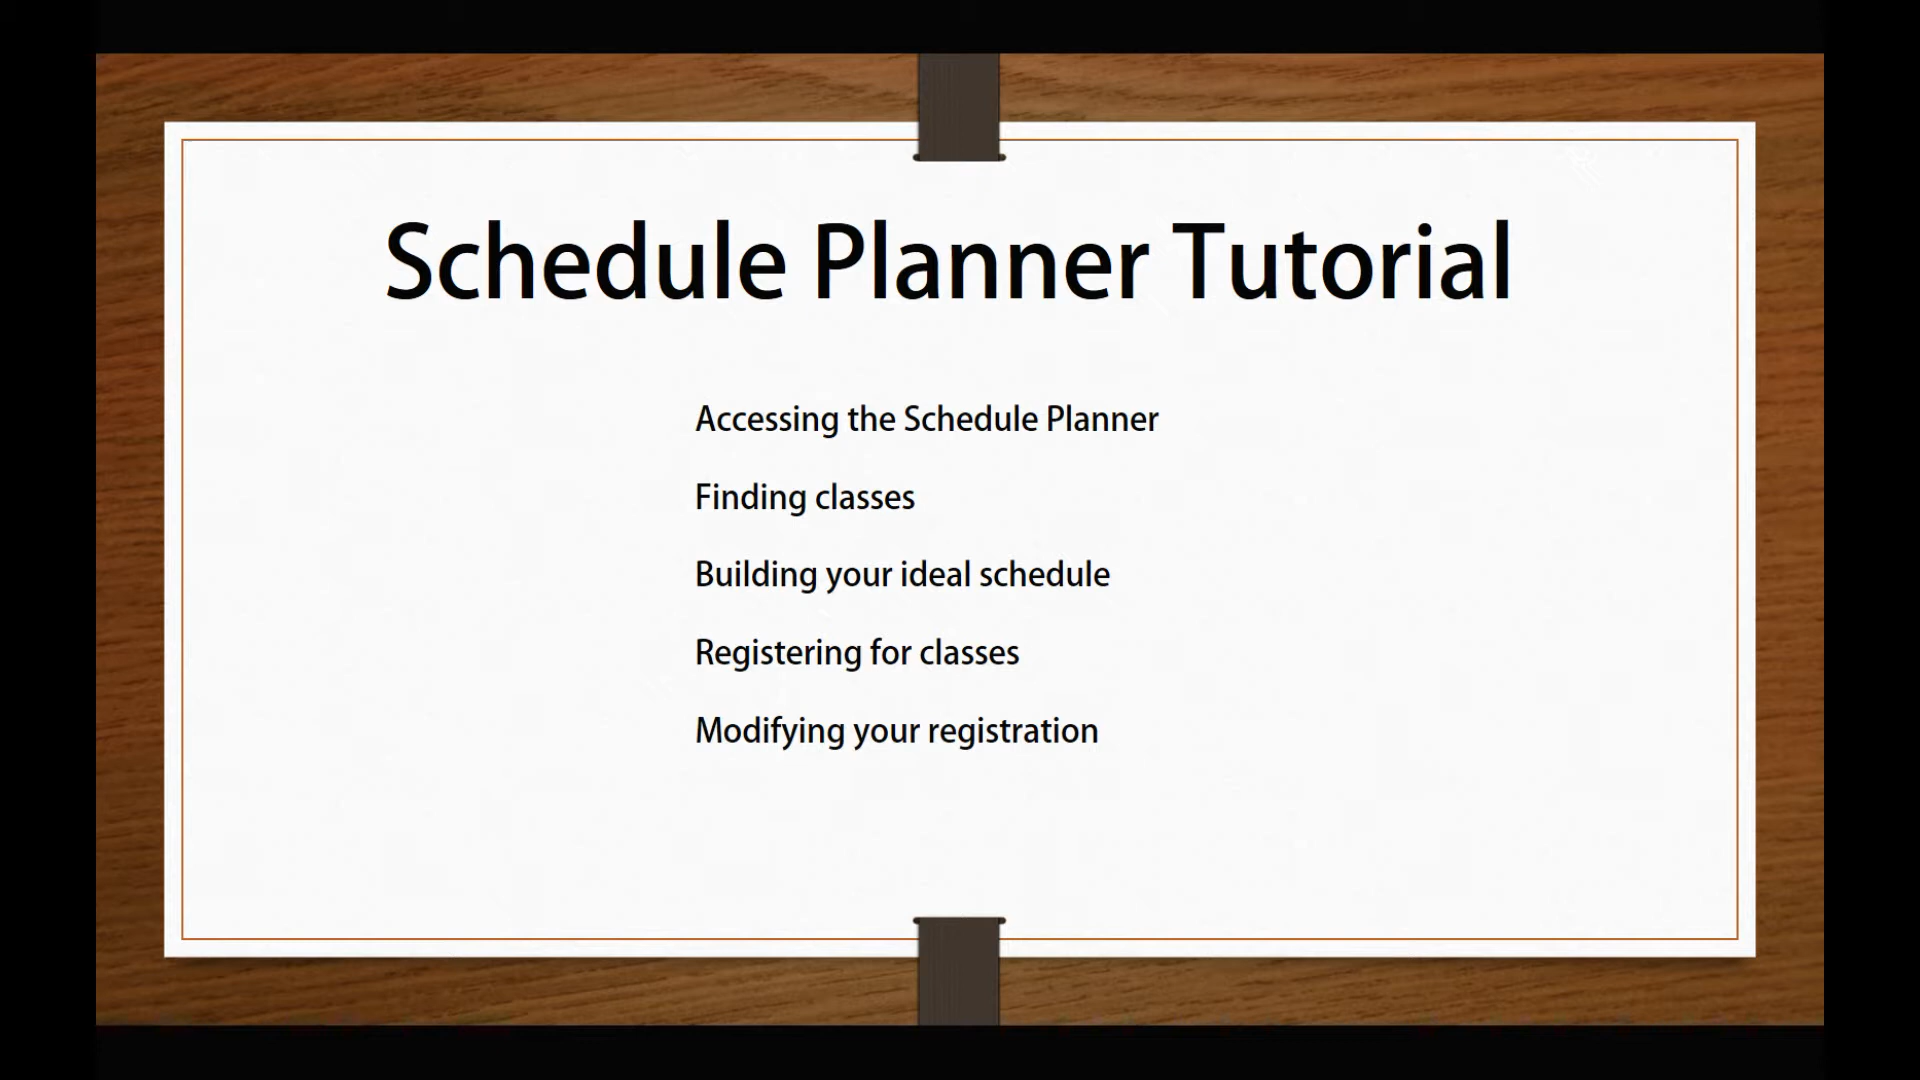 Schedule Planner Tutorial
Accessing the Schedule Planner
Finding classes
Building your ideal schedule
Registering for classes
Modifying your registration